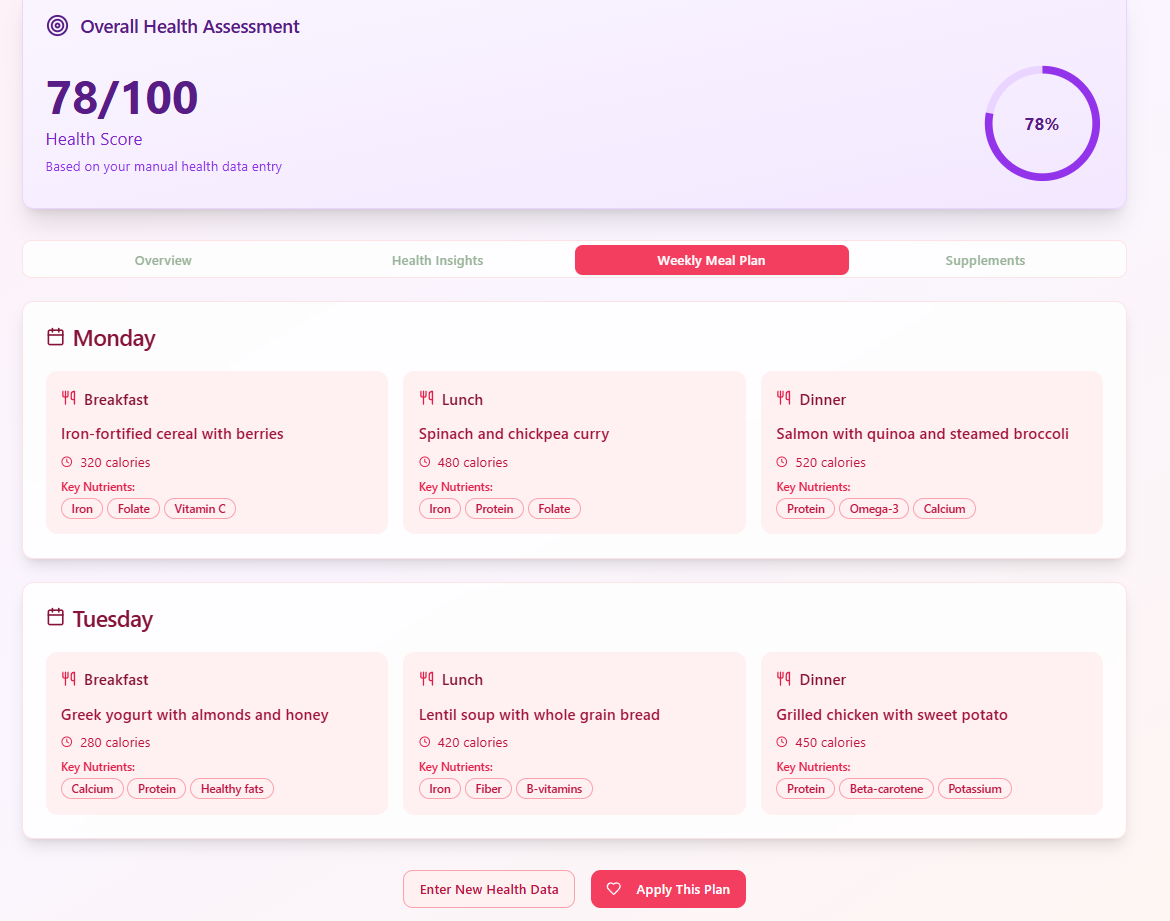 Overall Health Assessment
78/100
Health Score
Based on your manual health data entry
78%
Overview
Health Insights
Weekly Meal Plan
Supplements
Monday
Breakfast
Iron-fortified cereal with berries
320 calories
Key Nutrients:
Iron Folate Vitamin C
Lunch
Spinach and chickpea curry
480 calories
Key Nutrients:
Iron Protein Folate
Dinner
Salmon with quinoa and steamed broccoli
520 calories
Key Nutrients:
Protein Omega-3 Calcium
Tuesday
Breakfast
Greek yogurt with almonds and honey
280 calories
Key Nutrients:
Calcium Protein Healthy fats
Lunch
Lentil soup with whole grain bread
420 calories
Key Nutrients:
Iron Fiber B-vitamins
Dinner
Grilled chicken with sweet potato
450 calories
Key Nutrients:
Protein Beta-carotene Potassium
Enter New Health Data
Apply This Plan